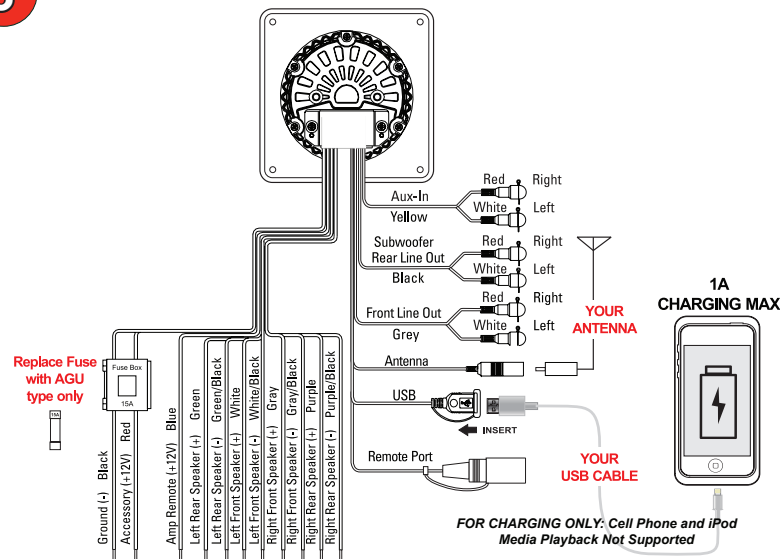 Aux-In
Yellow
Red
Right
White
Left
Subwoofer
Rear Line Out
Black
Red
Right
White
Left
Front Line Out
Grey
Red
Right
White
Left
YOUR
ANTENNA
Antenna
USB
INSERT
Remote Port
YOUR
USB CABLE
1A
CHARGING MAX
FOR CHARGING ONLY: Cell Phone and iPod
Media Playback Not Supported
Replace Fuse
with AGU
type only
15A
Fuse Box
15A
Ground (-) Black
Accessory (+12V) Red
Amp Remote (+12V) Blue
Left Rear Speaker (+) Green
Left Rear Speaker (-) Green/Black
Left Front Speaker (+) White
Left Front Speaker (-) White/Black
Right Front Speaker (+) Gray
Right Front Speaker (-) Gray/Black
Right Rear Speaker (+) Purple
Right Rear Speaker (-) Purple/Black